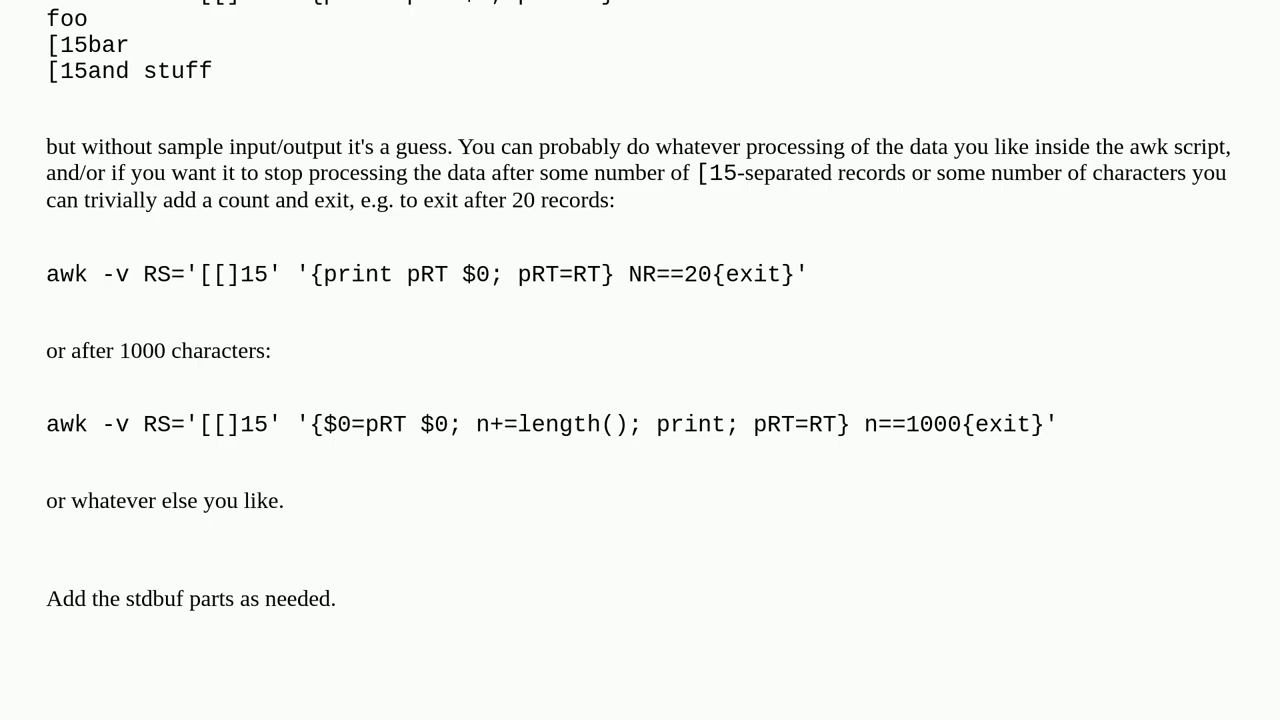 foo
[15bar
[15and stuff
but without sample input/output it's a guess. You can probably do whatever processing of the data you like inside the awk script,
and/or if you want it to stop processing the data after some number of [15-separated records or some number of characters you
can trivially add a count and exit, e.g. to exit after 20 records:
awk -v RS='[[]15' '{print pRT $0; pRT=RT} NR==20{exit}'
or after 1000 characters:
awk -v RS='[[]15' '{$0=pRT $0; n+=length(); print; pRT=RT} n==1000{exit}'
or whatever else you like.
Add the stdbuf parts as needed.